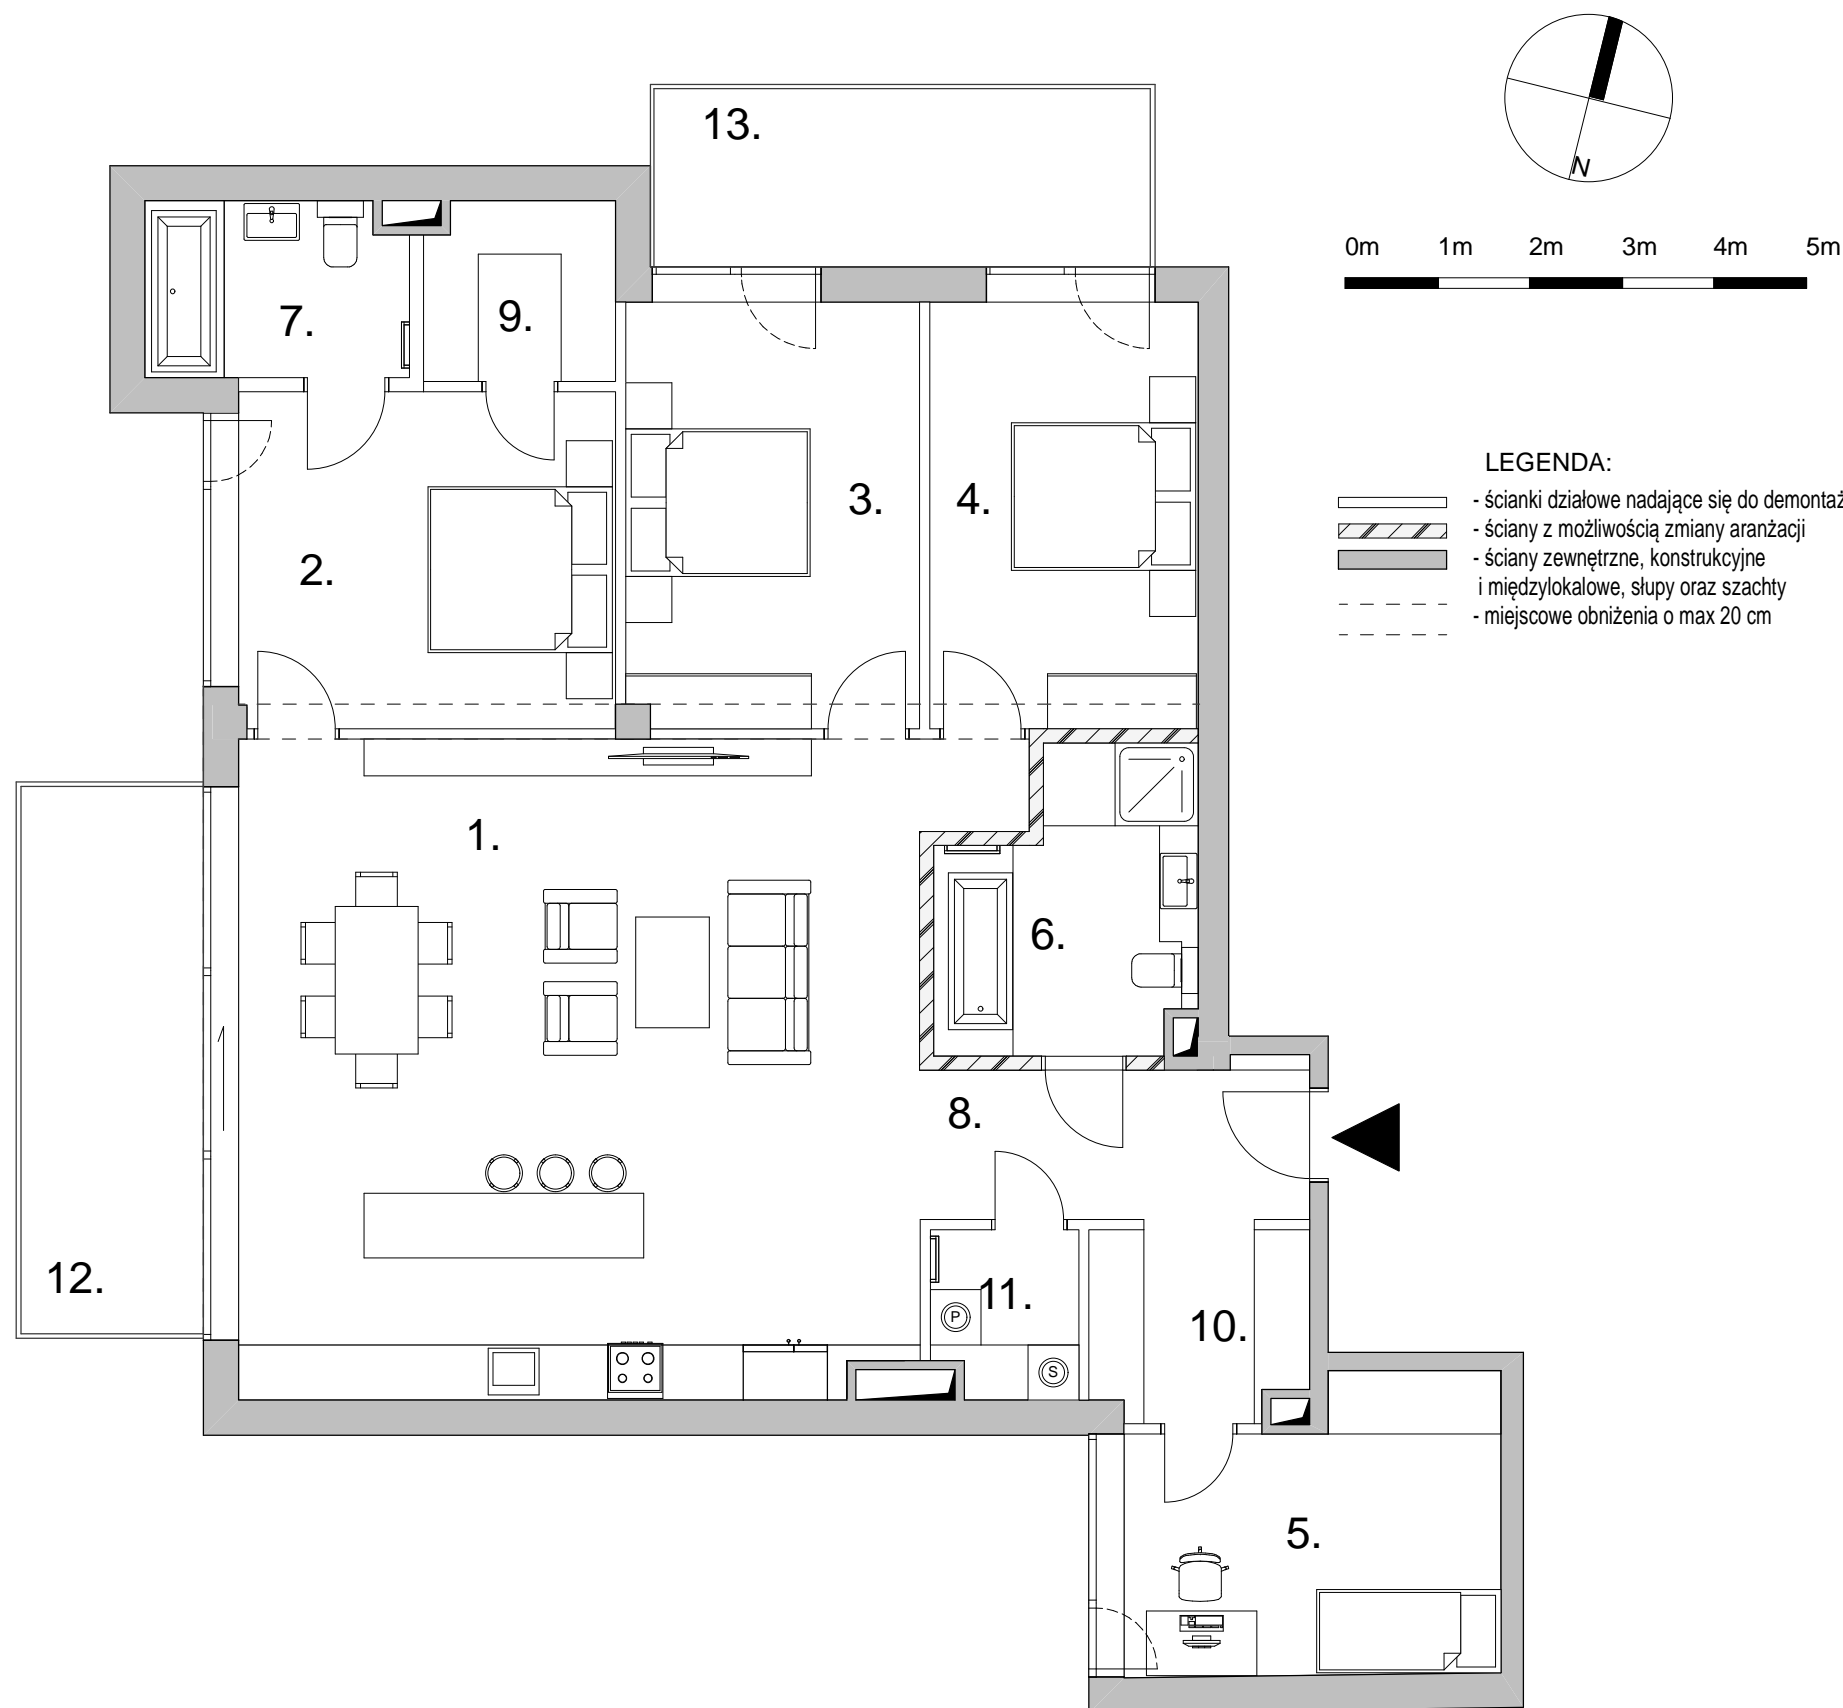 13.
N
0m 1m 2m 3m 4m 5m
7.
9.
LEGENDA:
- ścianki działowe nadające się do demontaż
- ściany z możliwością zmiany aranżacji
- ściany zewnętrzne, konstrukcyjne
i międzylokalowe, słupy oraz szachty
- miejscowe obniżenia o max 20 cm
3.
4.
2.
1.
6.
8.
12.
11.
P
10.
S
5.